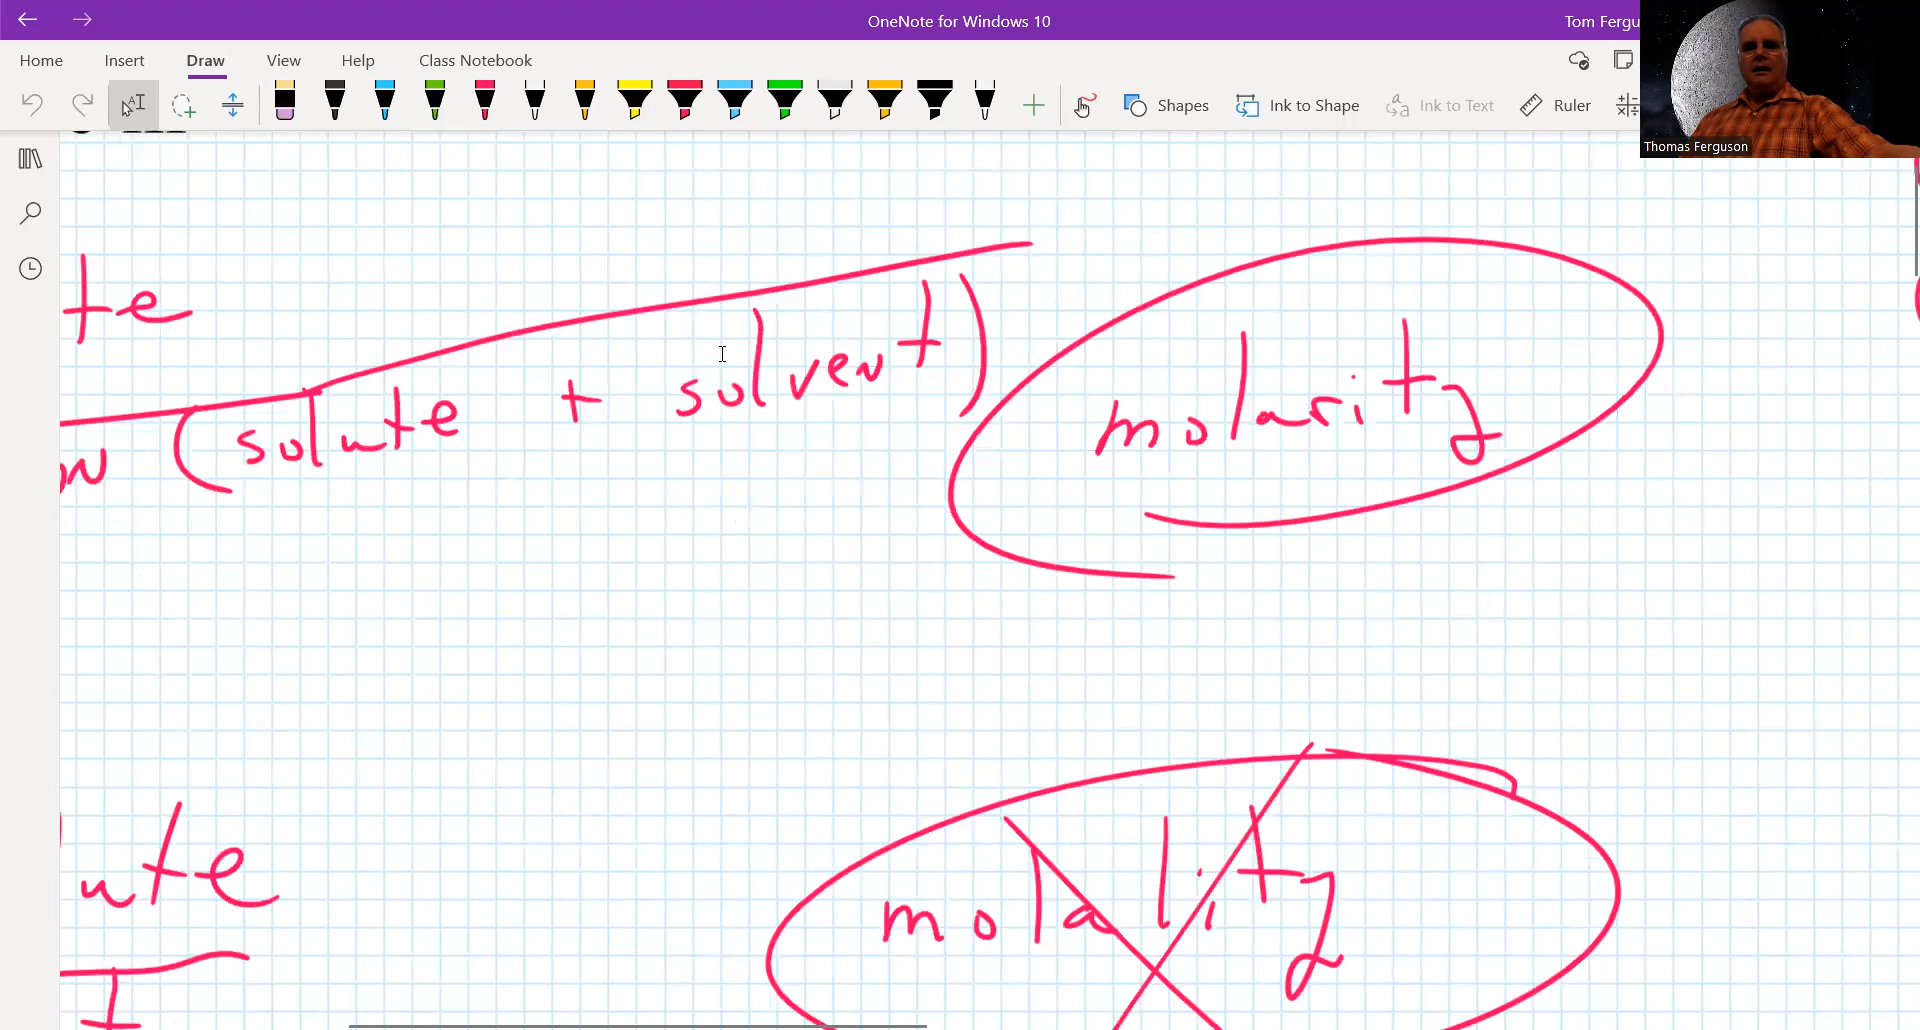 OneNote for Windows 10
Tom Fergu
Home Insert Draw View Help Class Notebook
Shapes Ink to Shape Ink to Text Ruler
Thomas Ferguson
te
(solute + solvent)
molarity
ute
molality